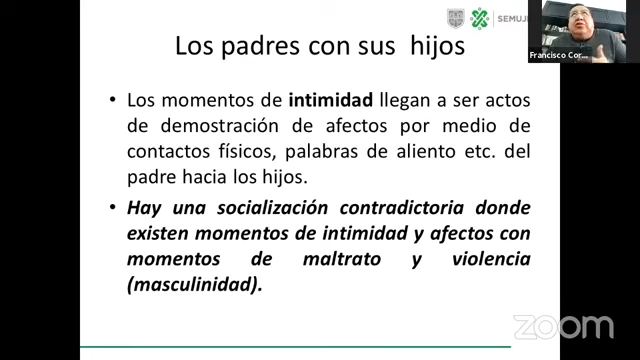 SEMUJE
Francisco Cor...
Los padres con sus hijos
• Los momentos de intimidad llegan a ser actos
de demostración de afectos por medio de
contactos físicos, palabras de aliento etc. del
padre hacia los hijos.
• Hay una socialización contradictoria donde
existen momentos de intimidad y afectos con
momentos de maltrato y violencia
(masculinidad).
zoom